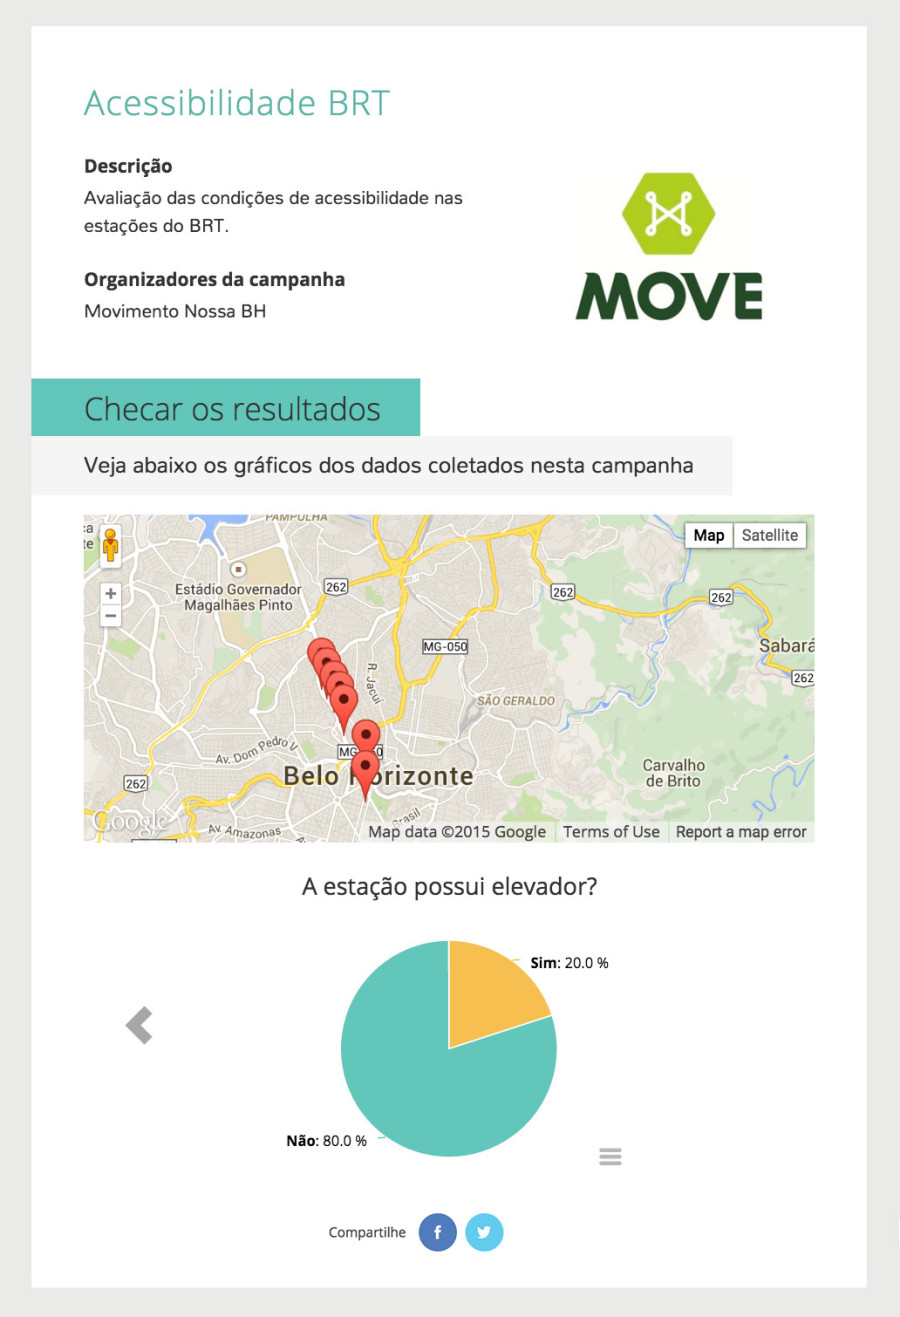 Acessibilidade BRT
Descrição
Avaliação das condições de acessibilidade nas
estações do BRT.
Organizadores da campanha
Movimento Nossa BH
MOVE
Checar os resultados
Veja abaixo os gráficos dos dados coletados nesta campanha
PAMPULHA
Map Satellite
Estádio Governador
Magalhães Pinto
262
262
262
MG-050
Sabará
262
R. Jacuí
SÃO GERALDO
Av. Dom Pedro II
Belo Horizonte
Carvalho
de Brito
262
Google
Av. Amazonas
Map data ©2015 Google Terms of Use Report a map error
A estação possui elevador?
Sim: 20.0 %
Não: 80.0 %
Compartilhe